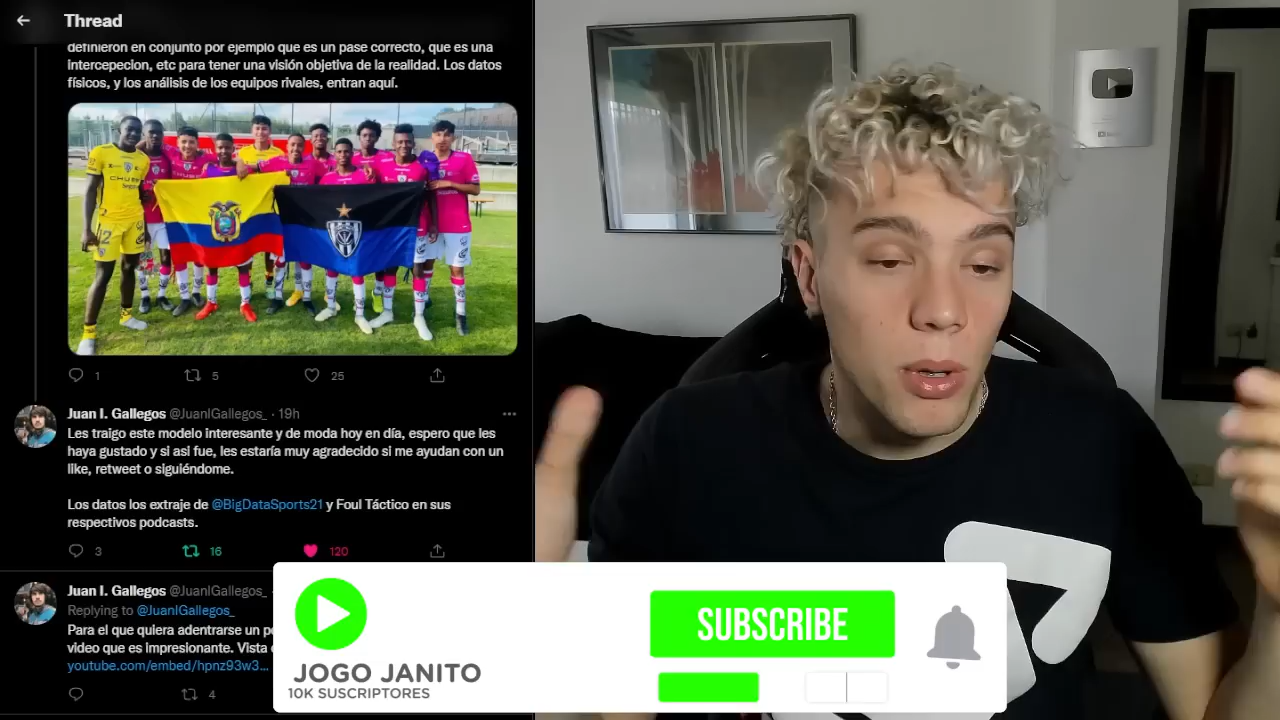 Thread
definieron en conjunto por ejemplo que es un pase correcto, que es una
intercepecion, etc para tener una visión objetiva de la realidad. Los datos
físicos, y los análisis de los equipos rivales, entran aquí.
12
1
5
25
Juan I. Gallegos @JuanIGallegos_ · 19h
Les traigo este modelo interesante y de moda hoy en día, espero que les
haya gustado y si asi fue, les estaría muy agradecido si me ayudan con un
like, retweet o siguiéndome.
Los datos los extraje de @BigDataSports21 y Foul Táctico en sus
respectivos podcasts.
3
16
120
Juan I. Gallegos @JuanIGallegos_
Replying to @JuanIGallegos_
Para el que quiera adentrarse un
video que es impresionante. Vista
youtube.com/embed/hpnz93w3...
4
7
SUBSCRIBE
JOGO JANITO
10K SUSCRIPTORES